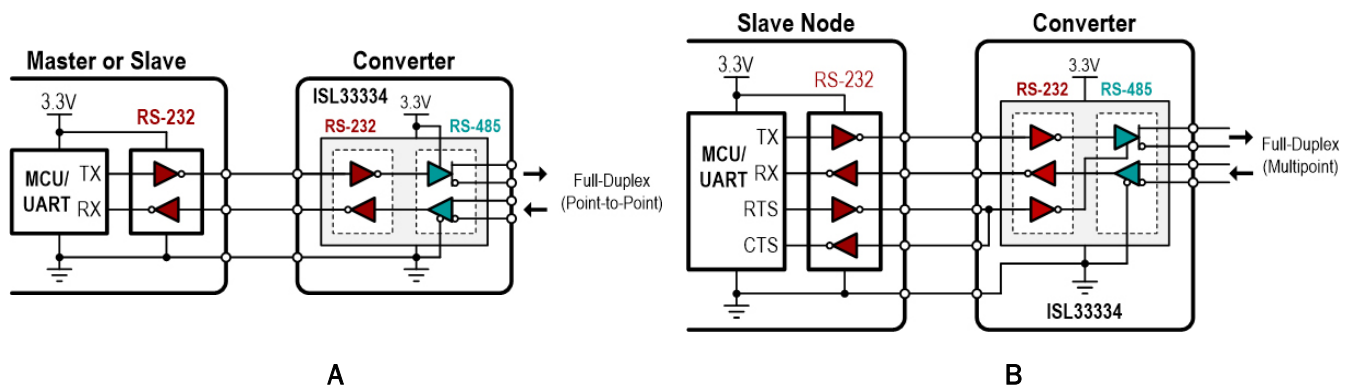 Master or Slave
Converter
3.3V
RS-232
MCU/
UART
TX
RX
ISL33334
3.3V
RS-232
RS-485
Full-Duplex
(Point-to-Point)
A
Slave Node
Converter
3.3V
RS-232
MCU/
UART
TX
RX
RTS
CTS
3.3V
RS-232
RS-485
Full-Duplex
(Multipoint)
ISL33334
B